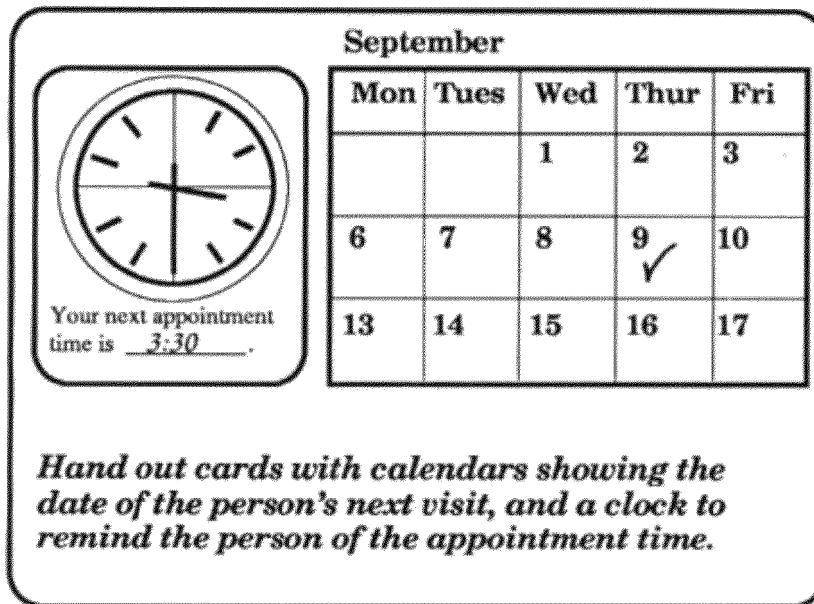 September
Mon Tues Wed Thur Fri
1 2 3
6 7 8 9 10
13 14 15 16 17
Your next appointment
time is 3:30.
Hand out cards with calendars showing the
date of the person's next visit, and a clock to
remind the person of the appointment time.